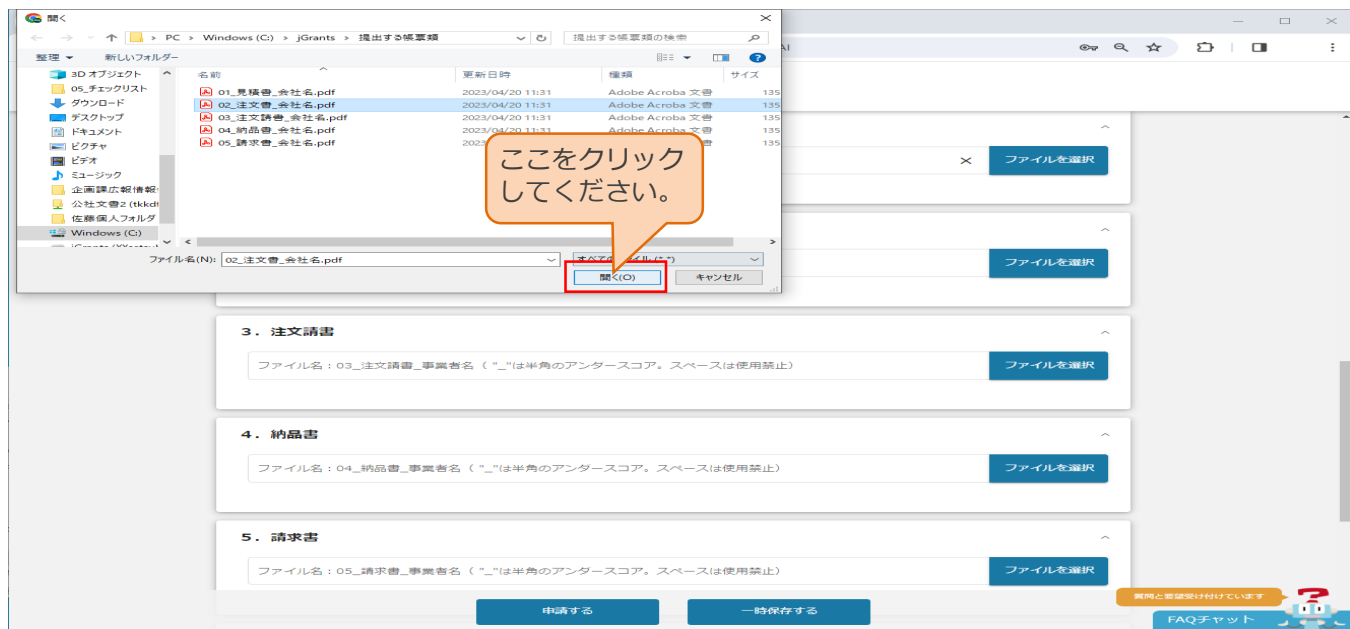 開く
PC > Windows (C:) > jGrants > 提出する帳票類
提出する帳票類の検索
整理
新しいフォルダー
名前 更新日時 種類 サイズ
3D オブジェクト
05_チェックリスト
ダウンロード
デスクトップ
ドキュメント
ピクチャ
ビデオ
ミュージック
企画課広報情報
公社文書2 (tkkd
佐藤個人フォルダ
Windows (C:)
01_見積書_会社名.pdf 2023/04/20 11:31 Adobe Acroba 文書 135
02_注文書_会社名.pdf 2023/04/20 11:31 Adobe Acroba 文書 135
03_注文請書_会社名.pdf 2023/04/20 11:31 Adobe Acroba 文書 135
04_納品書_会社名.pdf 2023/04/20 11:31 Adobe Acroba 文書 135
05_請求書_会社名.pdf 2023 書 135
ここをクリック
してください。
ファイル名(N): 02_注文書_会社名.pdf
開く(O) キャンセル
ファイルを選択
ファイルを選択
3．注文請書
ファイル名：03_注文請書_事業者名（ "_"は半角のアンダースコア。スペースは使用禁止）
ファイルを選択
4．納品書
ファイル名：04_納品書_事業者名（ "_"は半角のアンダースコア。スペースは使用禁止）
ファイルを選択
5．請求書
ファイル名：05_請求書_事業者名（ "_"は半角のアンダースコア。スペースは使用禁止）
ファイルを選択
申請する
一時保存する
質問と要望受け付けています
FAQチャット